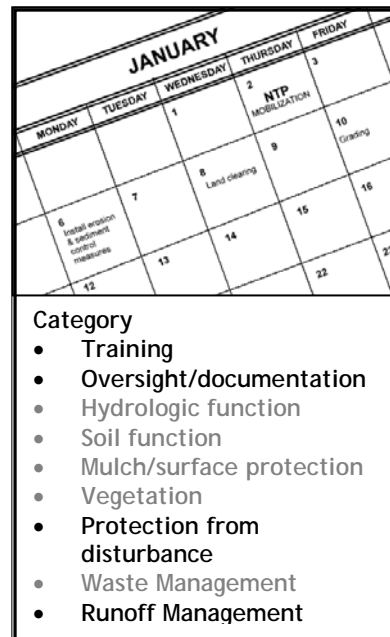 JANUARY
MONDAY TUESDAY WEDNESDAY THURSDAY FRIDAY
1 2 3
NTP
MOBILIZATION
6 7 8 9 10
Install erosion
& sediment
control
measures
Land clearing
Grading
12 13 14 15 16
22
Category
• Training
• Oversight/documentation
• Hydrologic function
• Soil function
• Mulch/surface protection
• Vegetation
• Protection from
disturbance
• Waste Management
• Runoff Management